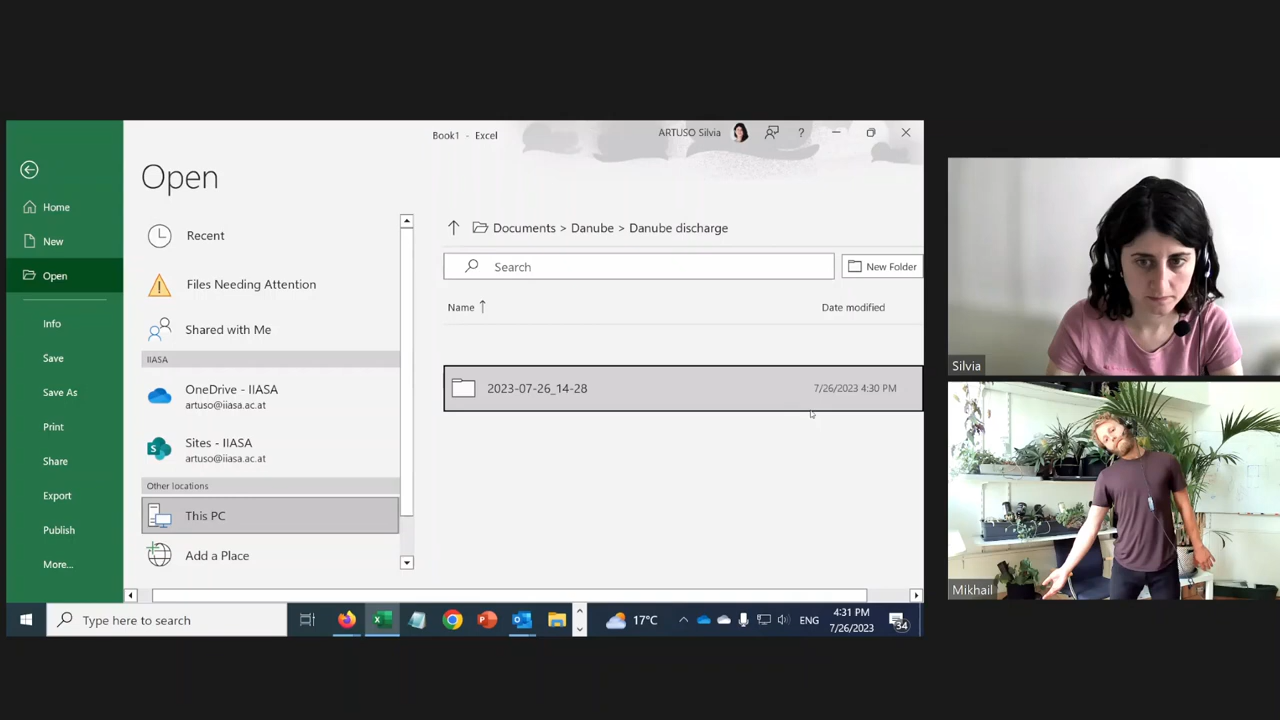 Book1 - Excel
ARTUSO Silvia
?
Open
Home
New
Open
Info
Save
Save As
Print
Share
Export
Publish
More...
Recent
Files Needing Attention
Shared with Me
IIASA
OneDrive - IIASA
artuso@iiasa.ac.at
Sites - IIASA
artuso@iiasa.ac.at
Other locations
This PC
Add a Place
Documents > Danube > Danube discharge
Search
New Folder
Name
Date modified
2023-07-26_14-28
7/26/2023 4:30 PM
Type here to search
17°C
ENG
4:31 PM
7/26/2023
34
Silvia
Mikhail